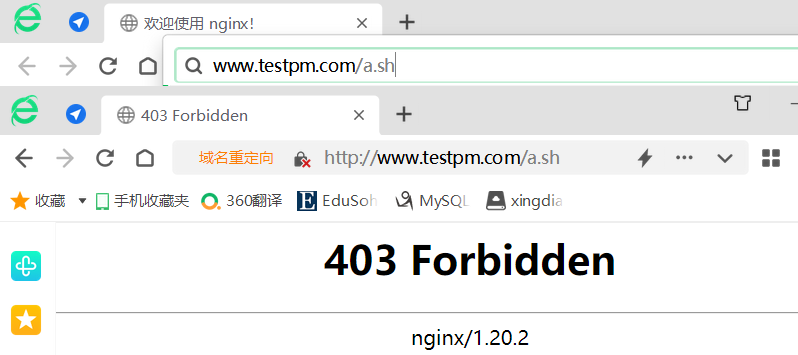 欢迎使用 nginx!
www.testpm.com/a.sh
403 Forbidden
域名重定向 http://www.testpm.com/a.sh
收藏 手机收藏夹 360翻译 EduSoh MySQL xingdia
403 Forbidden
nginx/1.20.2